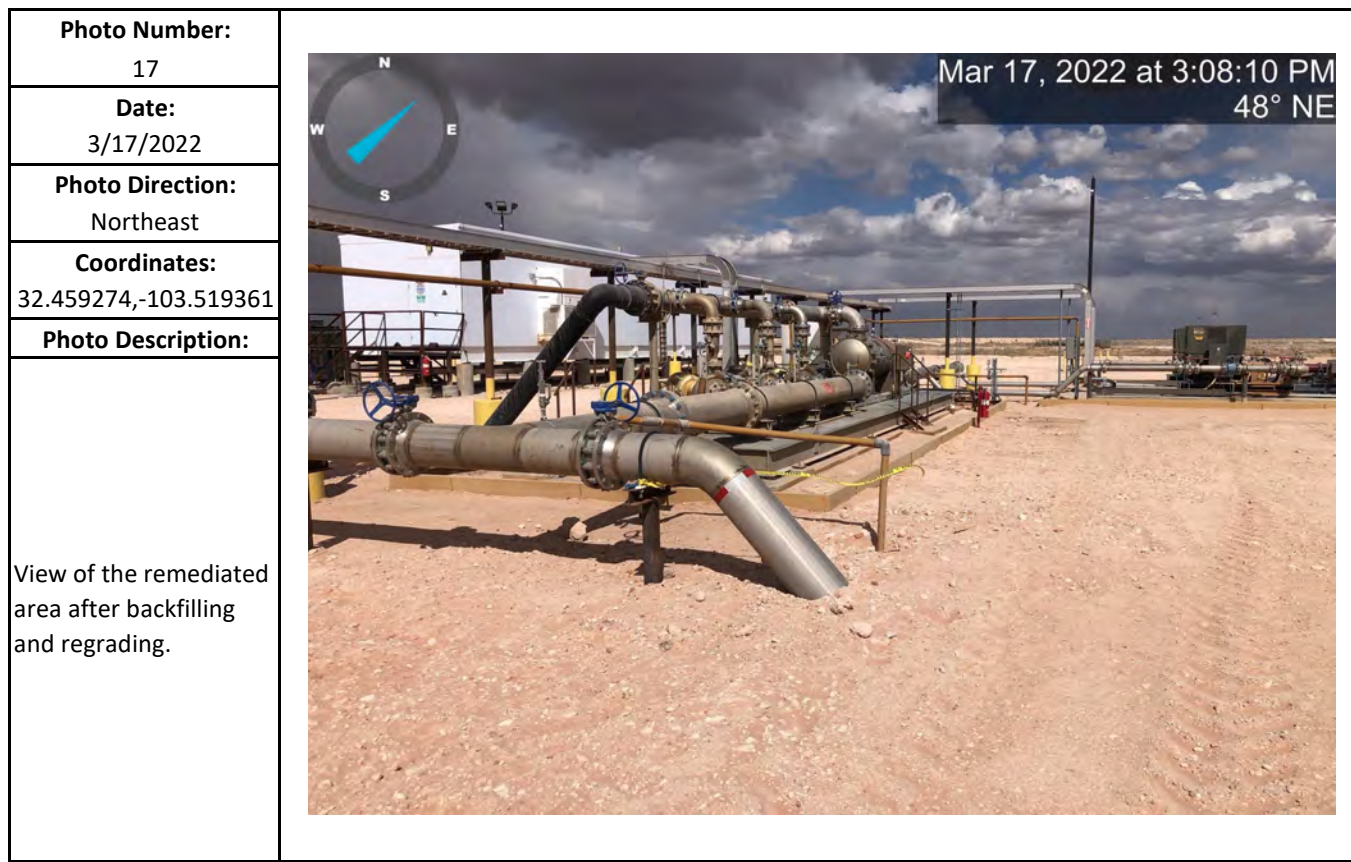 Photo Number:
17
Date:
3/17/2022
Photo Direction:
Northeast
Coordinates:
32.459274,-103.519361
Photo Description:
View of the remediated
area after backfilling
and regrading.
N
W
E
S
Mar 17, 2022 at 3:08:10 PM
48° NE